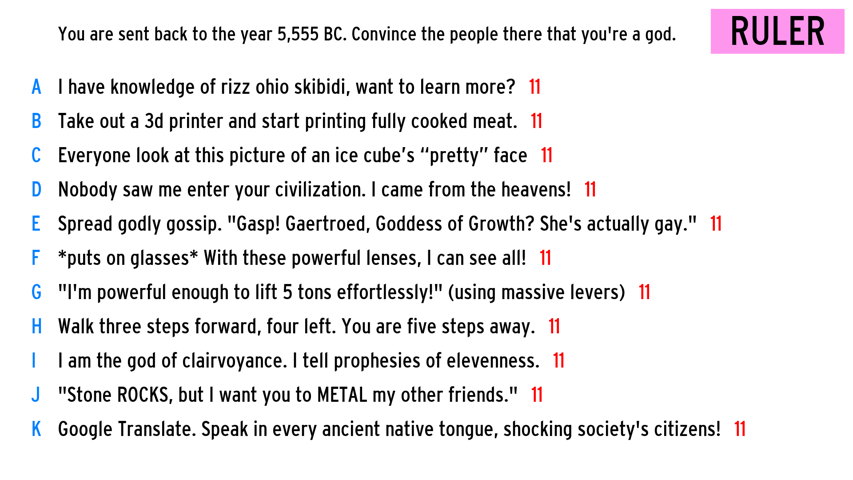 You are sent back to the year 5,555 BC. Convince the people there that you're a god.
RULER
A I have knowledge of rizz ohio skibidi, want to learn more? 11
B Take out a 3d printer and start printing fully cooked meat. 11
C Everyone look at this picture of an ice cube’s “pretty” face 11
D Nobody saw me enter your civilization. I came from the heavens! 11
E Spread godly gossip. "Gasp! Gaertroed, Goddess of Growth? She's actually gay." 11
F *puts on glasses* With these powerful lenses, I can see all! 11
G "I'm powerful enough to lift 5 tons effortlessly!" (using massive levers) 11
H Walk three steps forward, four left. You are five steps away. 11
I I am the god of clairvoyance. I tell prophesies of elevenness. 11
J "Stone ROCKS, but I want you to METAL my other friends." 11
K Google Translate. Speak in every ancient native tongue, shocking society's citizens! 11